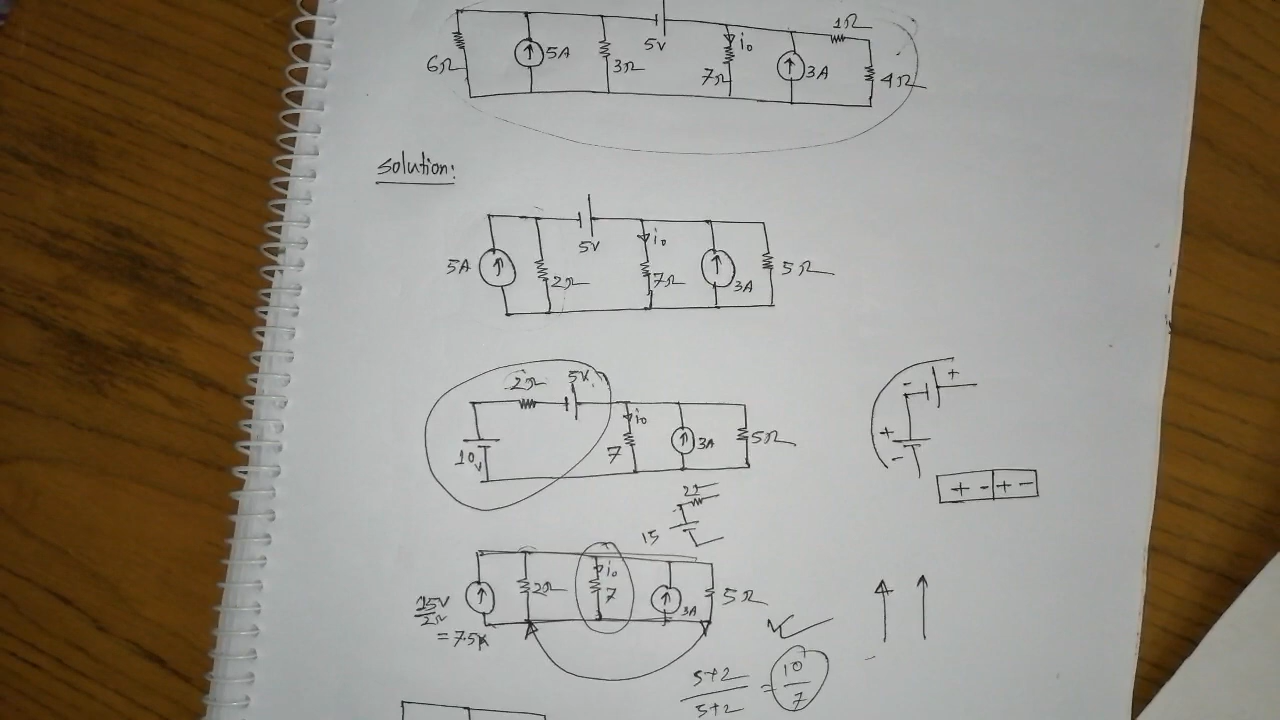 1Ω
6Ω 5A 3Ω 5V i₀ 7Ω 3A 4Ω
Solution:
5A 2Ω 5V i₀ 7Ω 3A 5Ω
2Ω 5V
10V i₀ 7 3A 5Ω
- +
+
-
+ - + -
2Ω
15
15V/2Ω 2Ω i₀ 7 3A 5Ω
= 7.5A
5+2/5+2 = 10/7